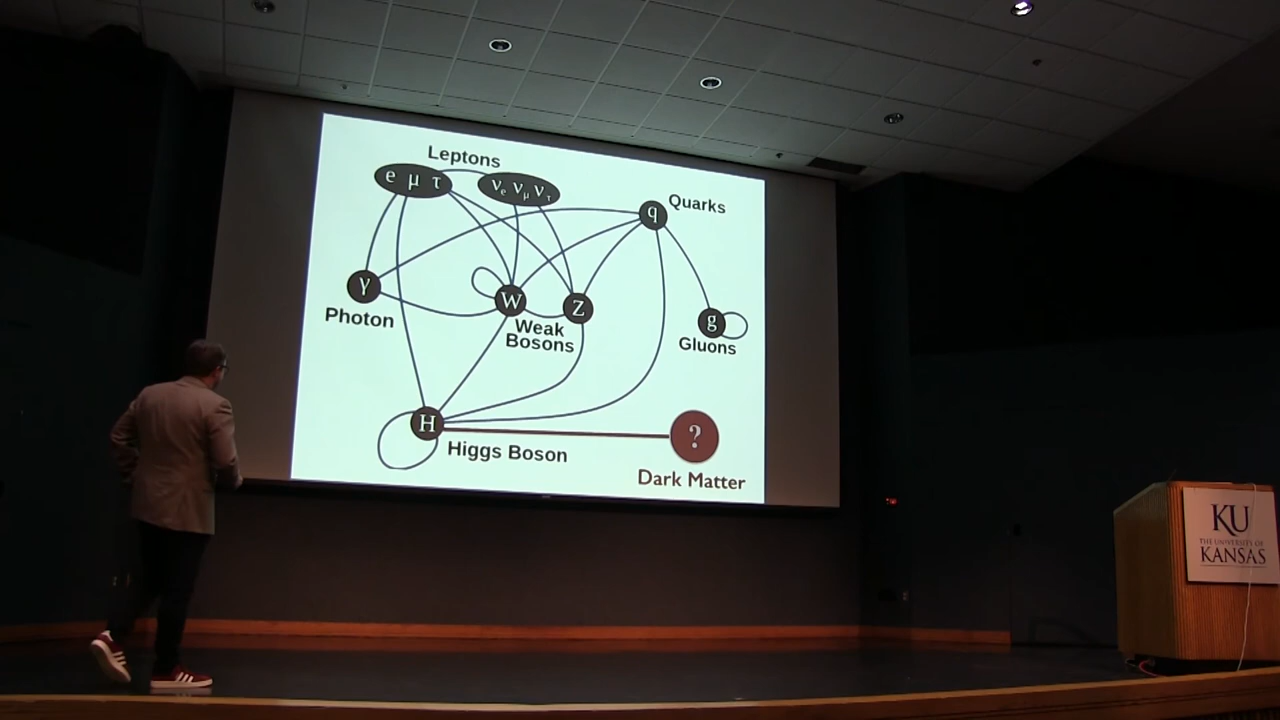 Leptons
e μ τ
νe νμ ντ
q
Quarks
γ
Photon
W
Z
Weak
Bosons
g
Gluons
H
Higgs Boson
?
Dark Matter
KU
THE UNIVERSITY OF
KANSAS